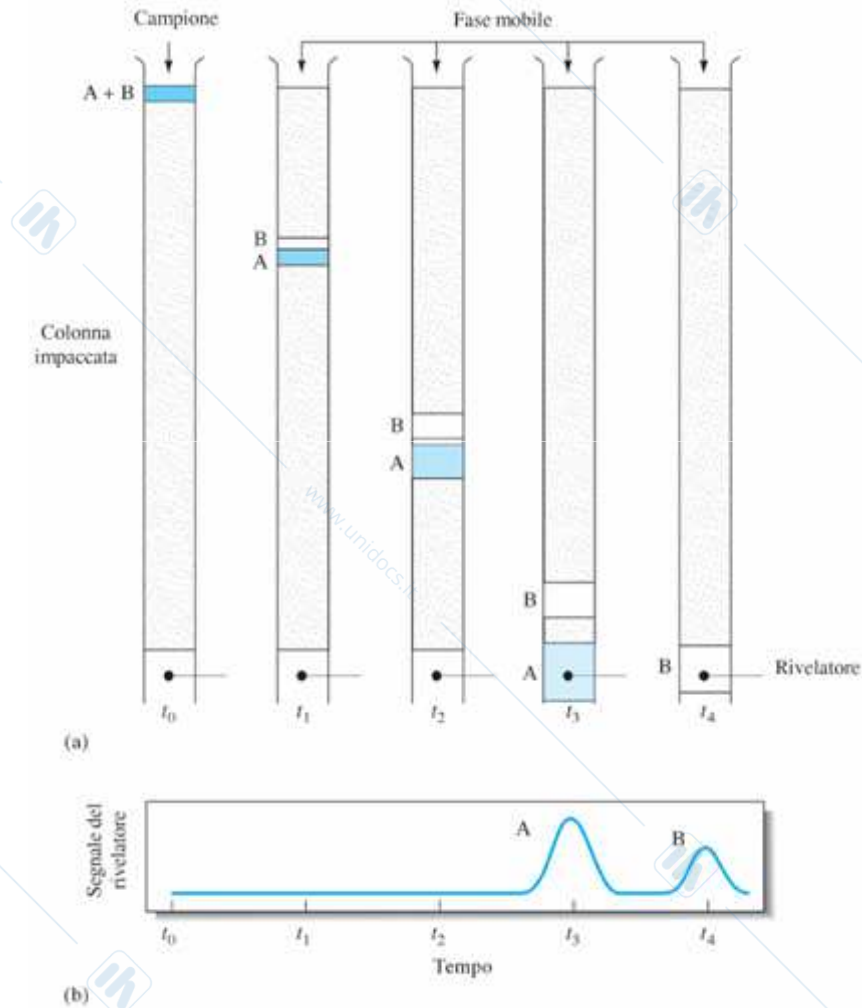 Campione
Fase mobile
A + B
B
A
Colonna
impaccata
B
A
B
A
B
Rivelatore
t0
t1
t2
t3
t4
(a)
www.unidocs.it
Segnale del
rivelatore
A
B
t0
t1
t2
t3
t4
Tempo
(b)